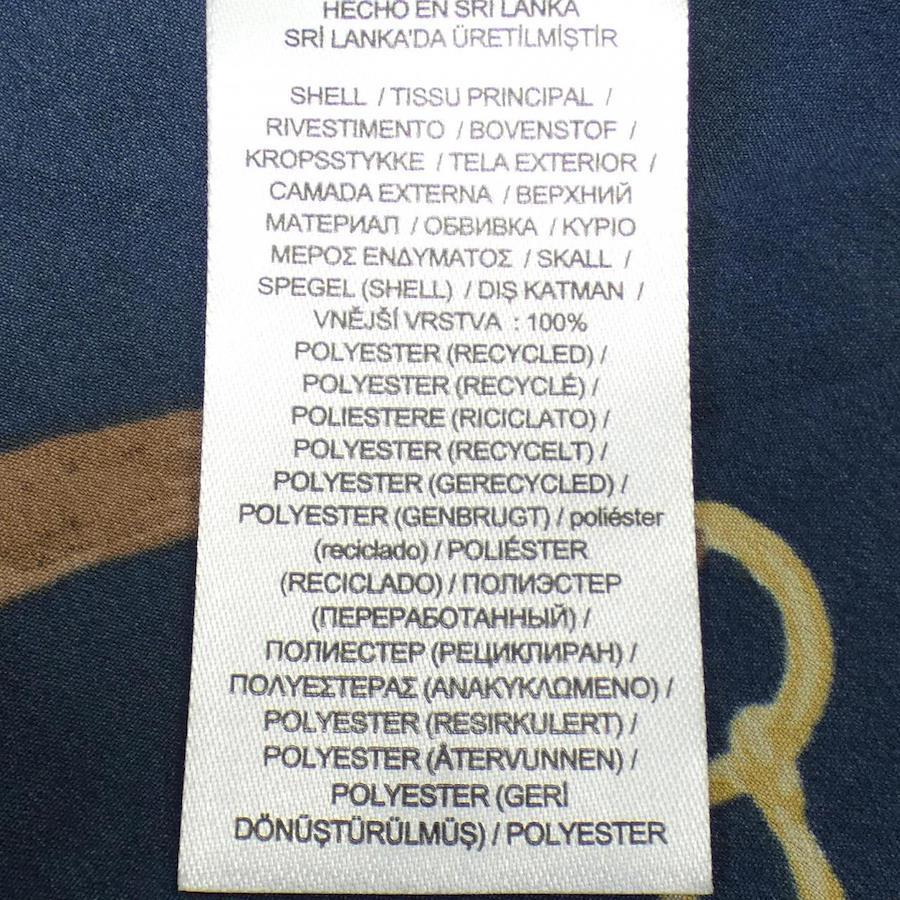 HECHO EN SRI LANKA
SRİ LANKA'DA ÜRETİLMİŞTİR
SHELL / TISSU PRINCIPAL /
RIVESTIMENTO / BOVENSTOF /
KROPSSTYKKE / TELA EXTERIOR /
CAMADA EXTERNA / ВЕРХНИЙ
МАТЕРИАЛ / ОБВИВКА / ΚΥΡΙΟ
ΜΕΡΟΣ ΕΝΔΥΜΑΤΟΣ / SKALL /
SPEGEL (SHELL) / DIŞ KATMAN /
VNĚJŠÍ VRSTVA : 100%
POLYESTER (RECYCLED) /
POLYESTER (RECYCLÉ) /
POLIESTERE (RICICLATO) /
POLYESTER (RECYCELT) /
POLYESTER (GERECYCLED) /
POLYESTER (GENBRUGT) / poliéster
(reciclado) / POLIÉSTER
(RECICLADO) / ПОЛИЭСТЕР
(ПЕРЕРАБОТАННЫЙ) /
ПОЛИЕСТЕР (РЕЦИКЛИРАН) /
ΠΟΛΥΕΣΤΕΡΑΣ (ΑΝΑΚΥΚΛΩΜΕΝΟ) /
POLYESTER (RESIRKULERT) /
POLYESTER (ÅTERVUNNEN) /
POLYESTER (GERİ
DÖNÜŞTÜRÜLMÜŞ) / POLYESTER